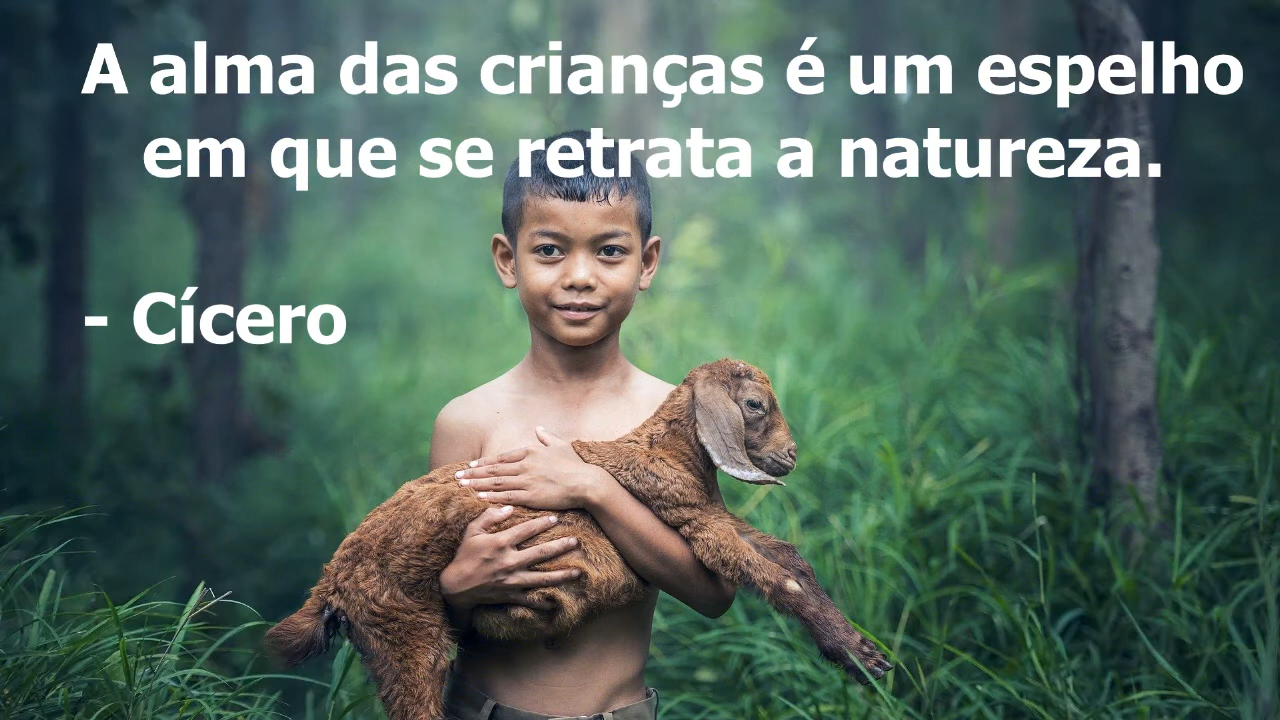 A alma das crianças é um espelho
em que se retrata a natureza.
- Cícero